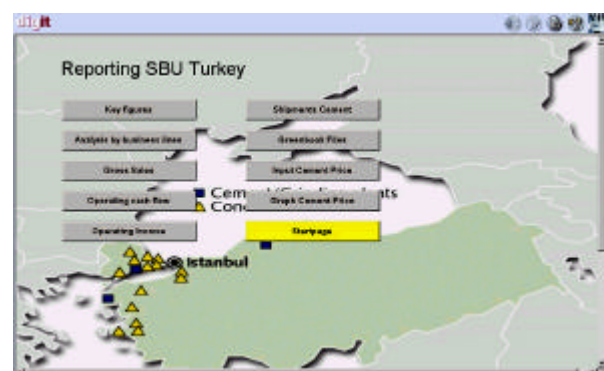 digit
Reporting SBU Turkey
Key figures
Shipments Cement
Analysis by business lines
Greenbook Files
Gross Sales
Input Cement Price
Operating cash flow
Graph Cement Price
Operating Income
Startpage
Istanbul